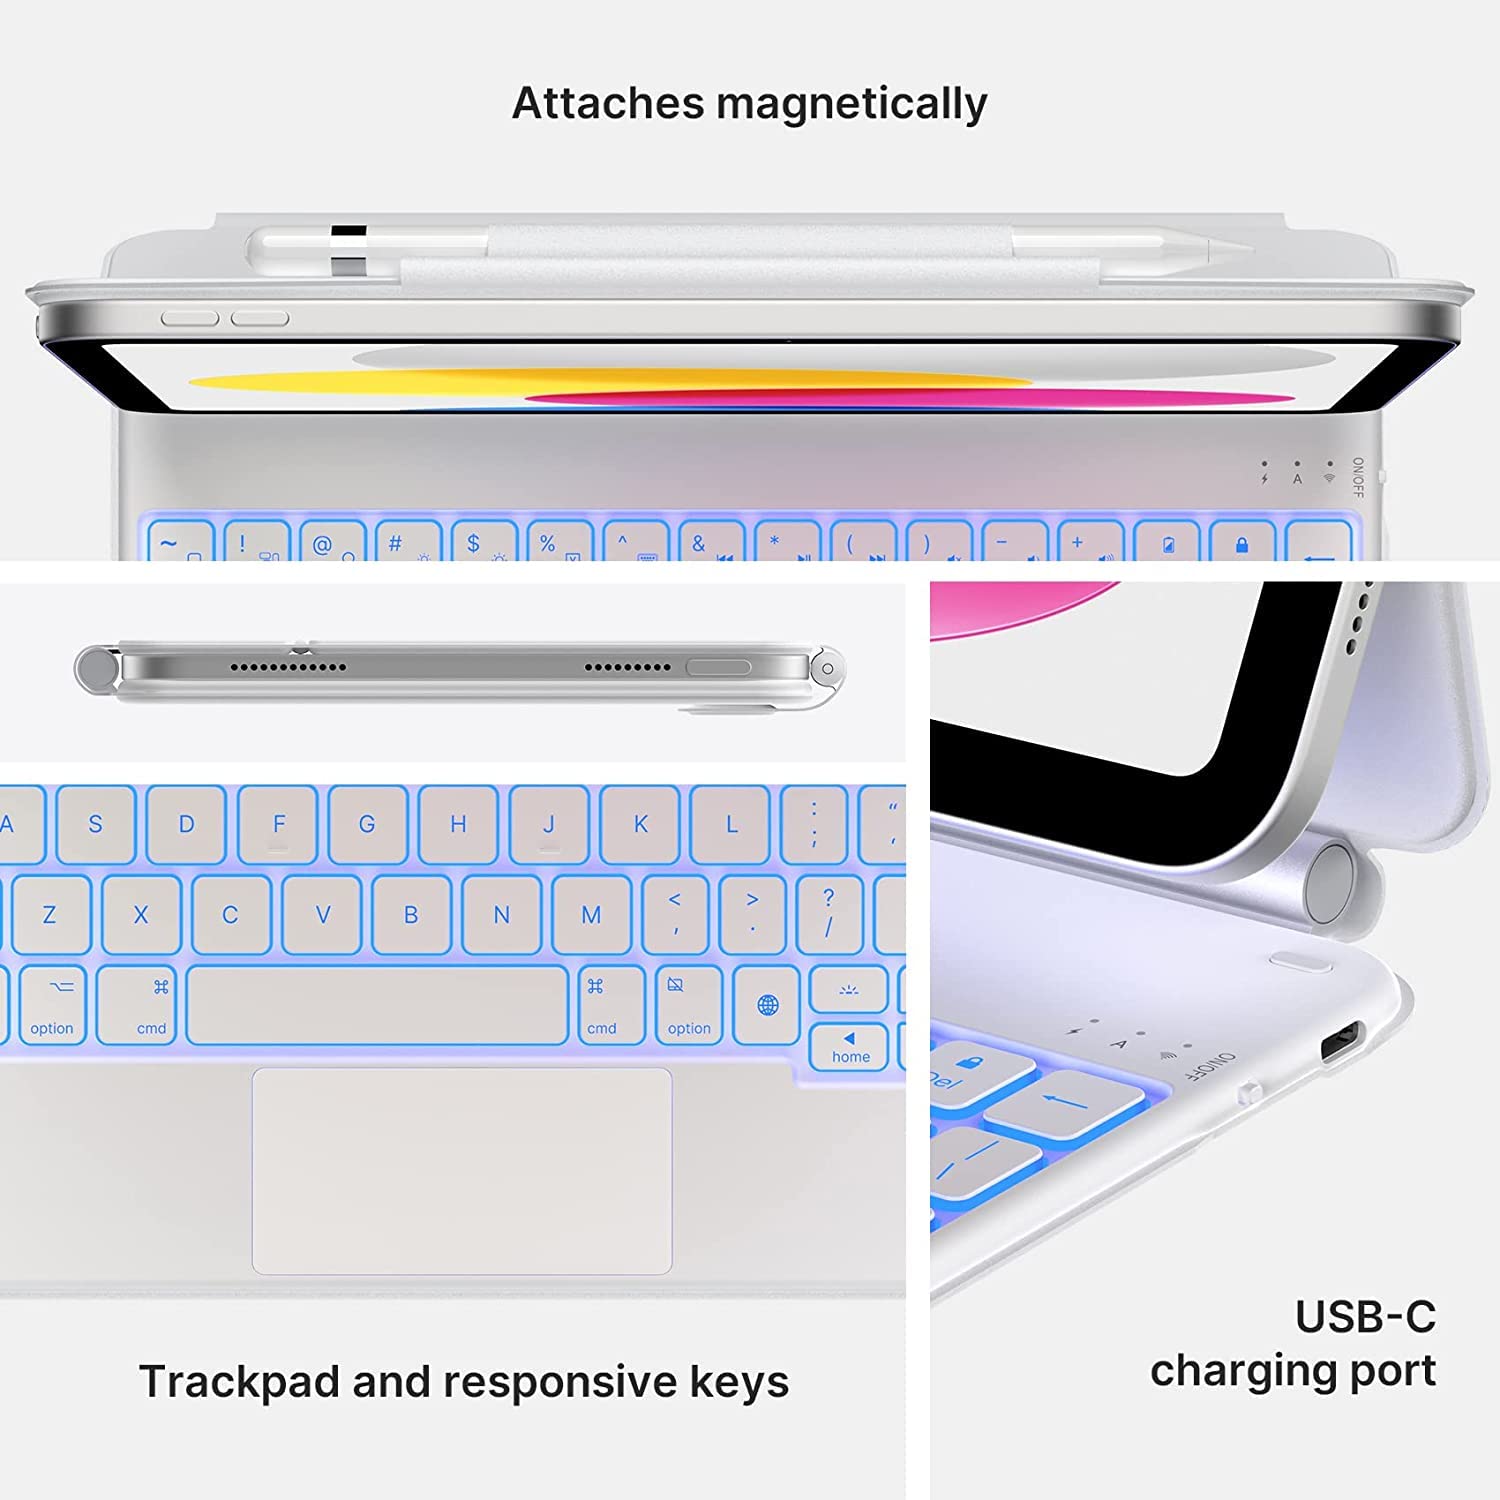 Attaches magnetically
A
ON/OFF
~ ! @ # $ % ^ & * ( ) - +
A S D F G H J K L : ; “ ‘
Z X C V B N M < , > . ? /
option cmd cmd option
home
A
ON/OFF
Del
Trackpad and responsive keys
USB-C
charging port